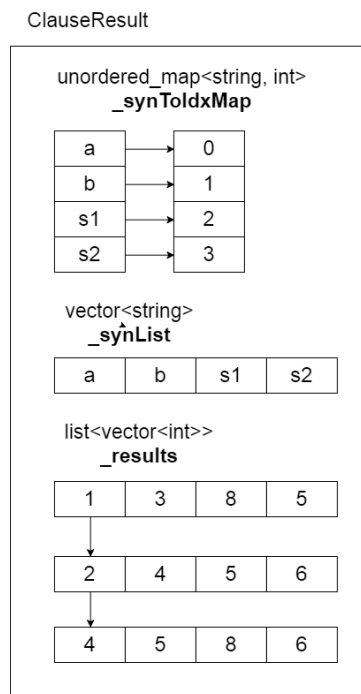 ClauseResult
unordered_map<string, int>
_synToIdxMap
a 0
b 1
s1 2
s2 3
vector<string>
_synList
a b s1 s2
list<vector<int>>
_results
1 3 8 5
2 4 5 6
4 5 8 6